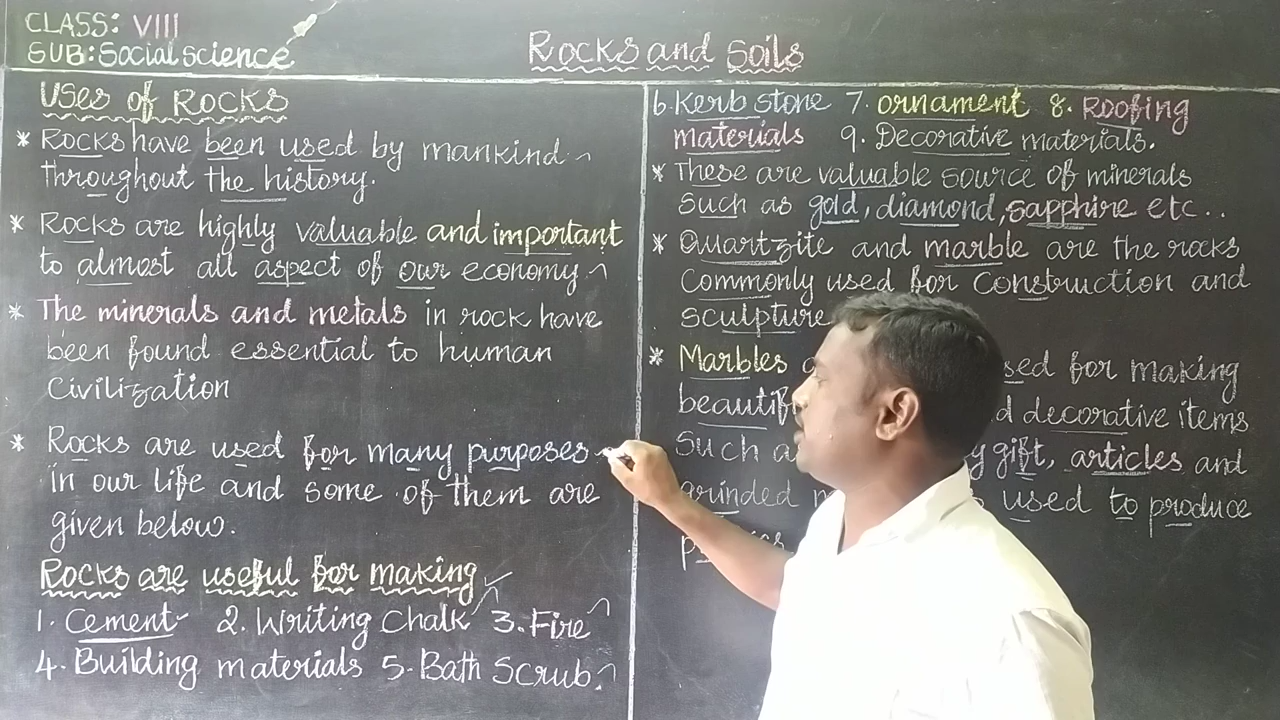 CLASS: VIII
SUB: Social science
Rocks and Soils
Uses of Rocks
* Rocks have been used by mankind
throughout the history.
* Rocks are highly valuable and important
to almost all aspect of our economy
* The minerals and metals in rock have
been found essential to human
Civilization
* Rocks are used for many purposes
in our life and some of them are
given below.
Rocks are useful for making
1. Cement 2. Writing Chalk 3. Fire
4. Building materials 5. Bath Scrub.
6. Kerb stone 7. ornament 8. Roofing
materials 9. Decorative materials.
* These are valuable source of minerals
Such as gold, diamond, sapphire etc..
* Quartzite and marble are the rocks
Commonly used for Construction and
sculpture
* Marbles for making
decorative items
Such gift, articles and
grinded used to produce